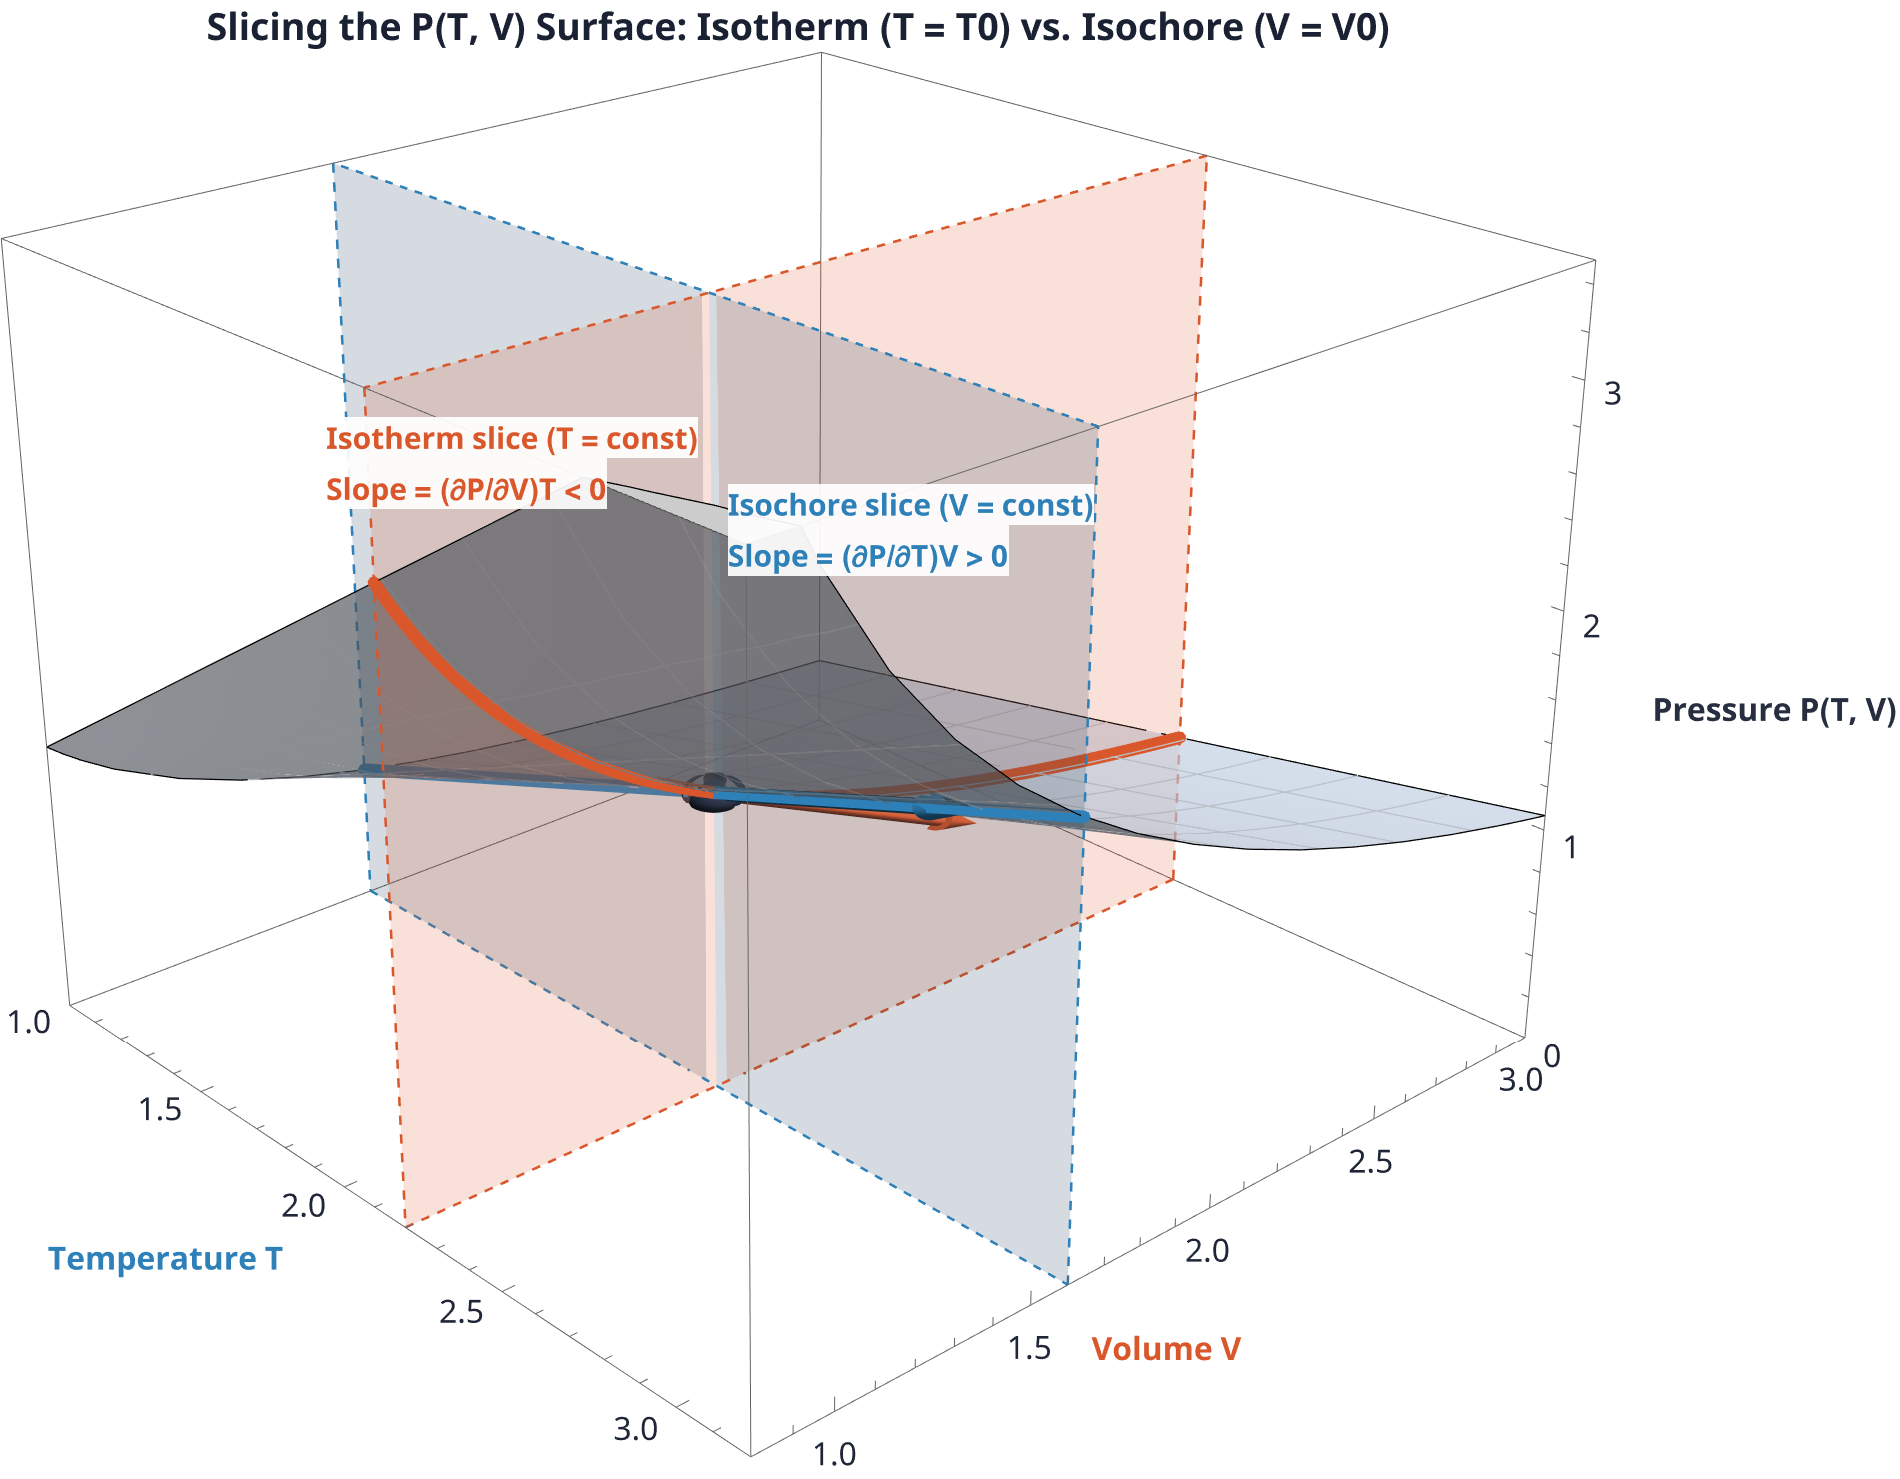 Slicing the P(T, V) Surface: Isotherm (T = T0) vs. Isochore (V = V0)
Isotherm slice (T = const)
Slope = (∂P/∂V)T < 0
Isochore slice (V = const)
Slope = (∂P/∂T)V > 0
3
2
Pressure P(T, V)
1
0
1.0
1.5
2.0
2.5
3.0
Temperature T
1.0
1.5
2.0
2.5
3.0
Volume V